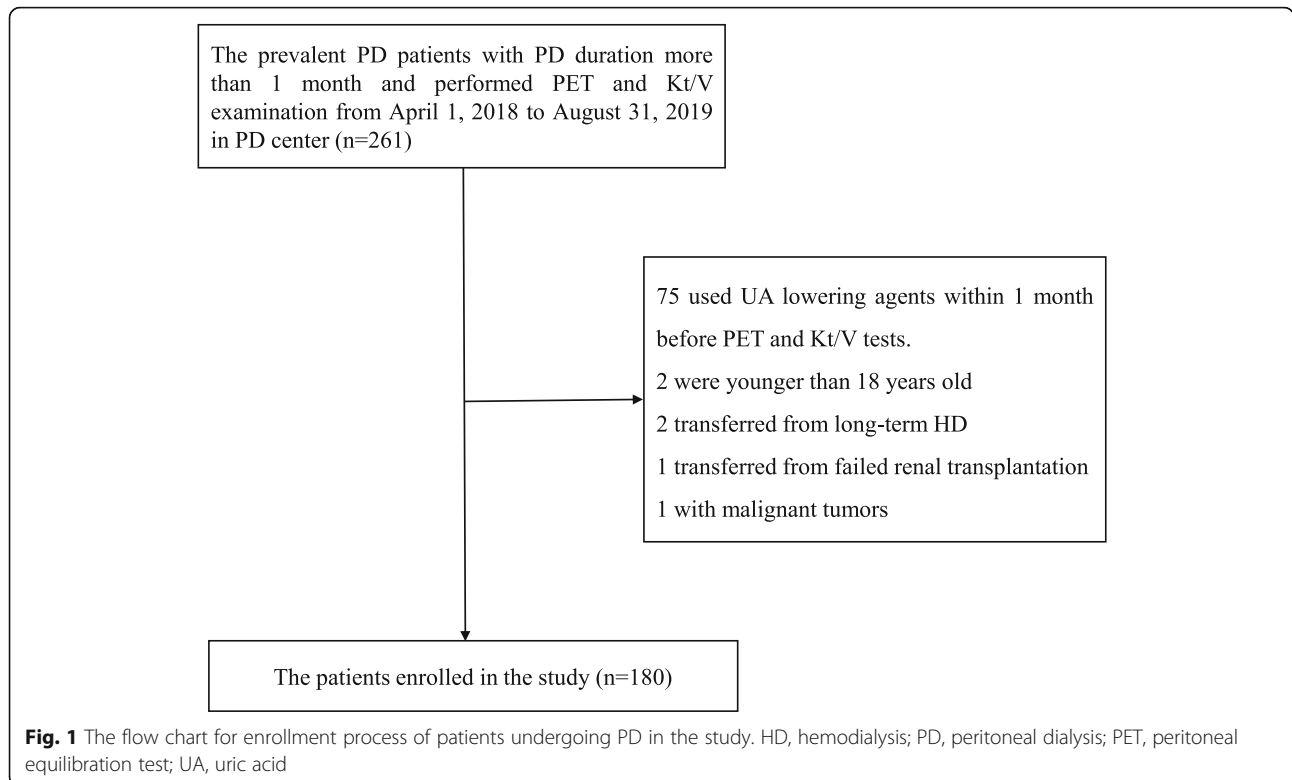 The prevalent PD patients with PD duration more
than 1 month and performed PET and Kt/V
examination from April 1, 2018 to August 31, 2019
in PD center (n=261)
75 used UA lowering agents within 1 month
before PET and Kt/V tests.
2 were younger than 18 years old
2 transferred from long-term HD
1 transferred from failed renal transplantation
1 with malignant tumors
The patients enrolled in the study (n=180)
Fig. 1 The flow chart for enrollment process of patients undergoing PD in the study. HD, hemodialysis; PD, peritoneal dialysis; PET, peritoneal
equilibration test; UA, uric acid